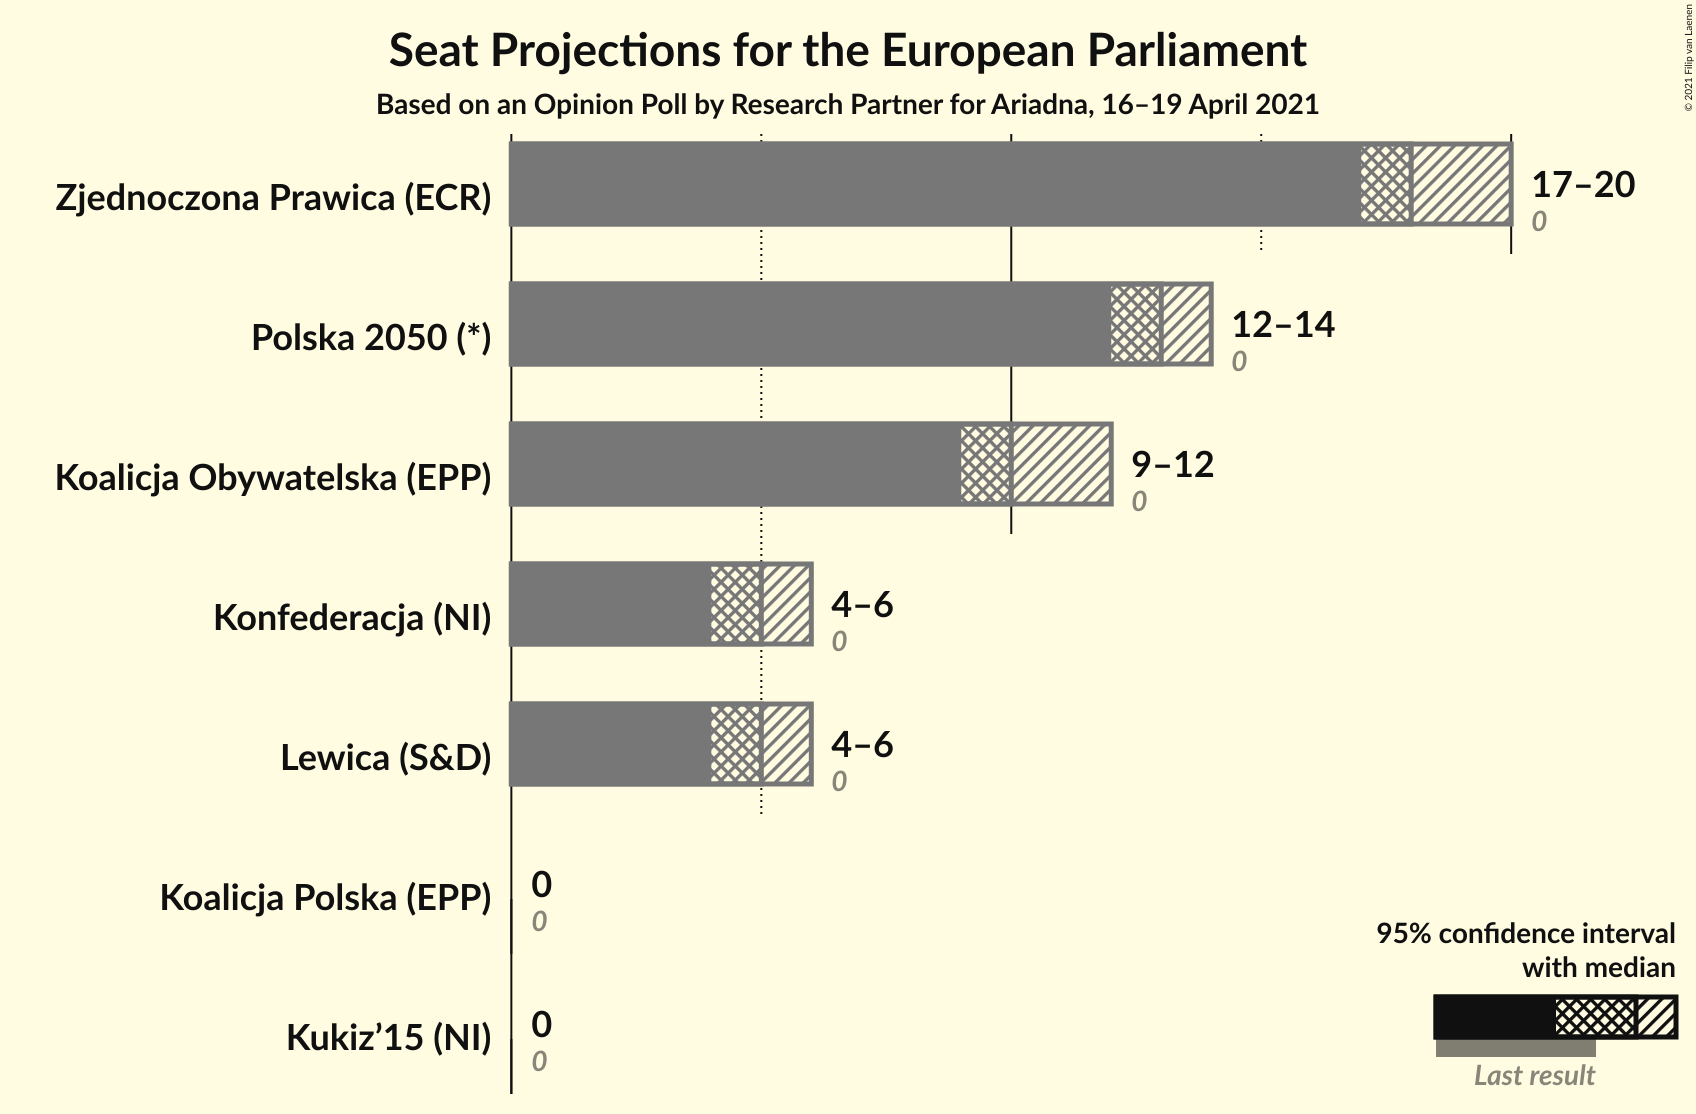 Seat Projections for the European Parliament
Based on an Opinion Poll by Research Partner for Ariadna, 16–19 April 2021
© 2021 Filip van Laenen
Zjednoczona Prawica (ECR)
17–20
0
Polska 2050 (*)
12–14
0
Koalicja Obywatelska (EPP)
9–12
0
Konfederacja (NI)
4–6
0
Lewica (S&D)
4–6
0
Koalicja Polska (EPP)
0
0
Kukiz’15 (NI)
0
0
95% confidence interval
with median
Last result